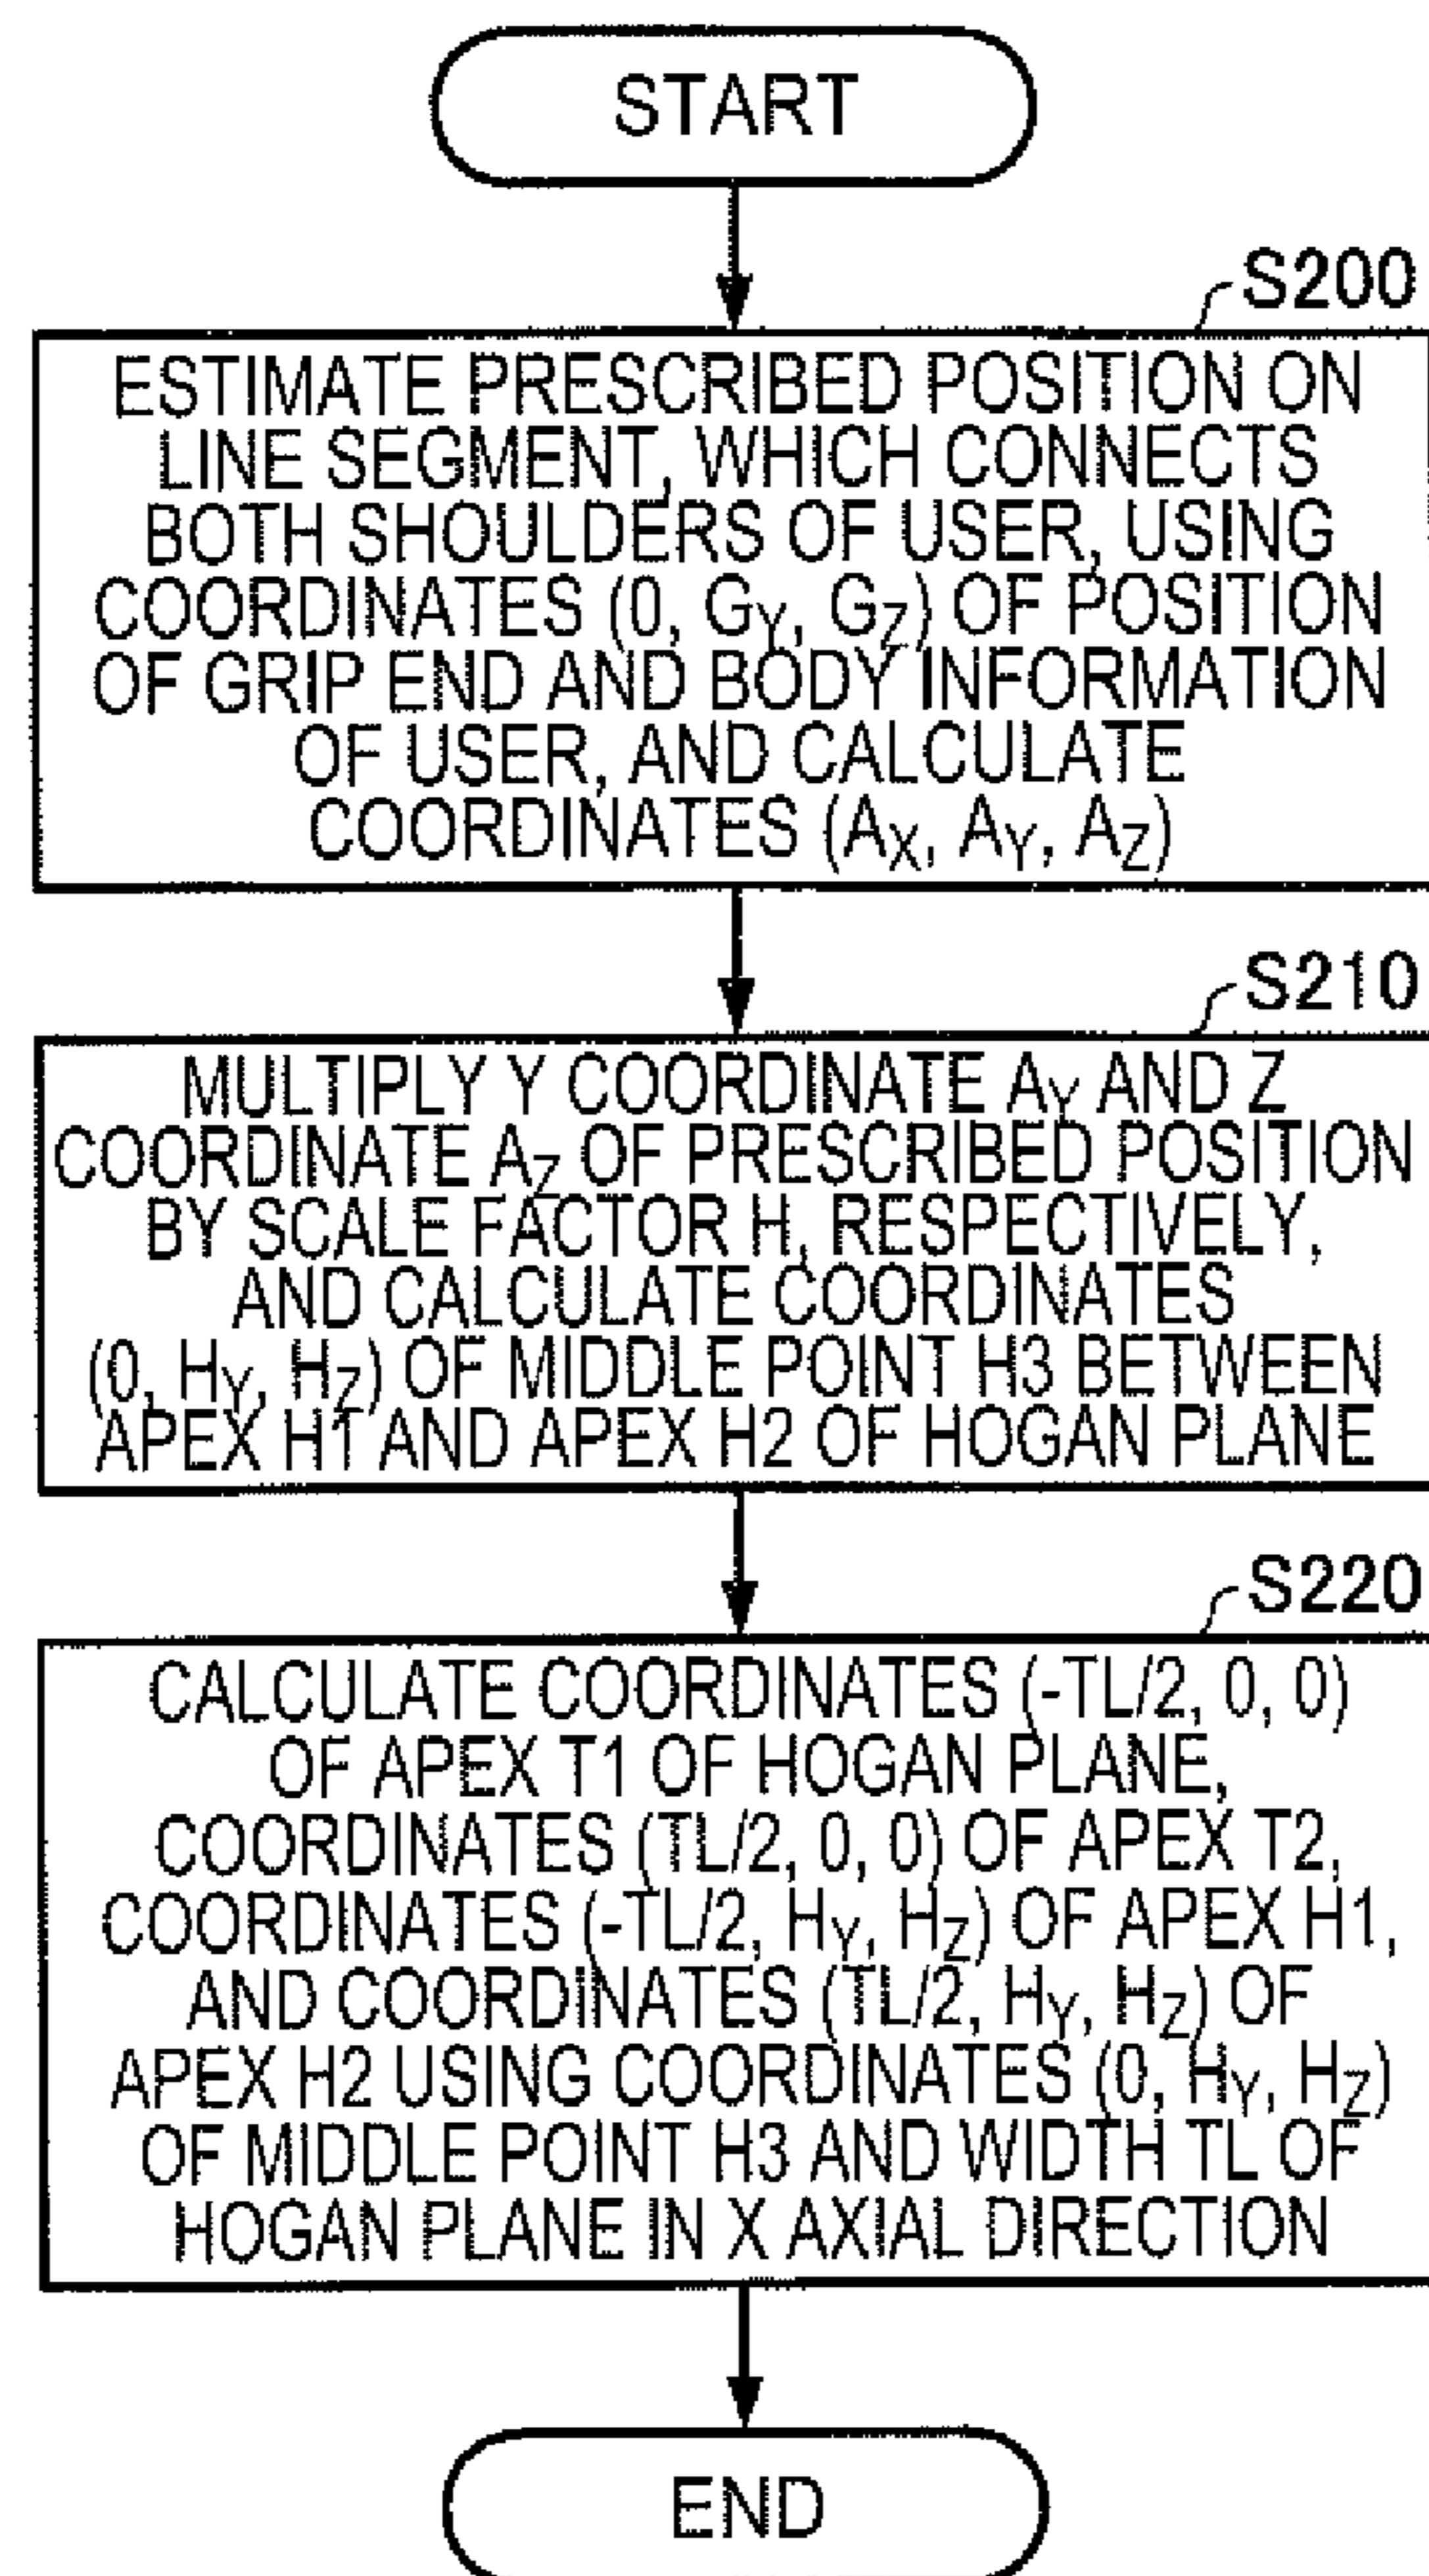 START
S200
ESTIMATE PRESCRIBED POSITION ON
LINE SEGMENT, WHICH CONNECTS
BOTH SHOULDERS OF USER, USING
COORDINATES (0, GY, GZ) OF POSITION
OF GRIP END AND BODY INFORMATION
OF USER, AND CALCULATE
COORDINATES (AX, AY, AZ)
S210
MULTIPLY Y COORDINATE AY AND Z
COORDINATE AZ OF PRESCRIBED POSITION
BY SCALE FACTOR H, RESPECTIVELY,
AND CALCULATE COORDINATES
(0, HY, HZ) OF MIDDLE POINT H3 BETWEEN
APEX H1 AND APEX H2 OF HOGAN PLANE
S220
CALCULATE COORDINATES (-TL/2, 0, 0)
OF APEX T1 OF HOGAN PLANE,
COORDINATES (TL/2, 0, 0) OF APEX T2,
COORDINATES (-TL/2, HY, HZ) OF APEX H1,
AND COORDINATES (TL/2, HY, HZ) OF
APEX H2 USING COORDINATES (0, HY, HZ)
OF MIDDLE POINT H3 AND WIDTH TL OF
HOGAN PLANE IN X AXIAL DIRECTION
END